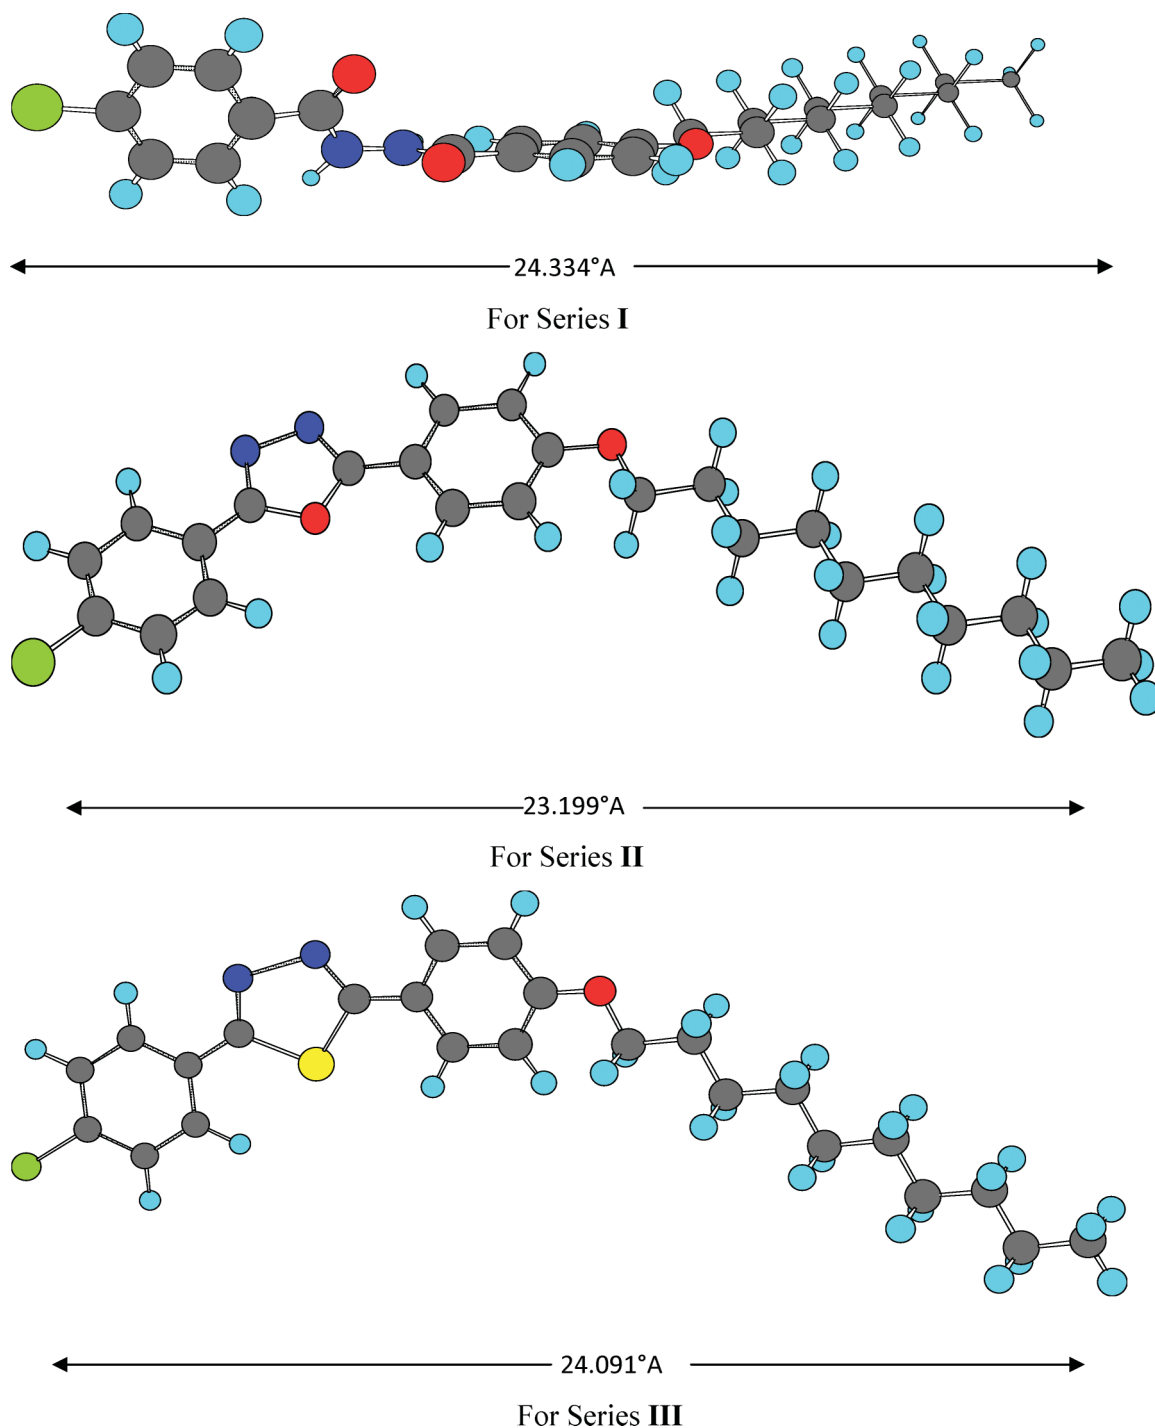 24.334°A
For Series I
23.199°A
For Series II
24.091°A
For Series III